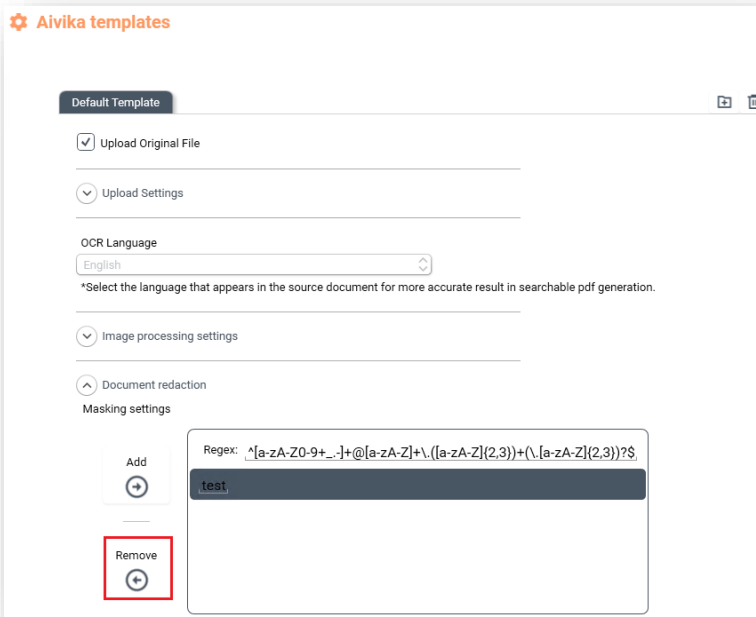 Aivika templates
Default Template
Upload Original File
Upload Settings
OCR Language
English
*Select the language that appears in the source document for more accurate result in searchable pdf generation.
Image processing settings
Document redaction
Masking settings
Add
Regex: ^[a-zA-Z0-9+_.-]+@[a-zA-Z]+\.([a-zA-Z]{2,3})+(\.[a-zA-Z]{2,3})?$
test
Remove